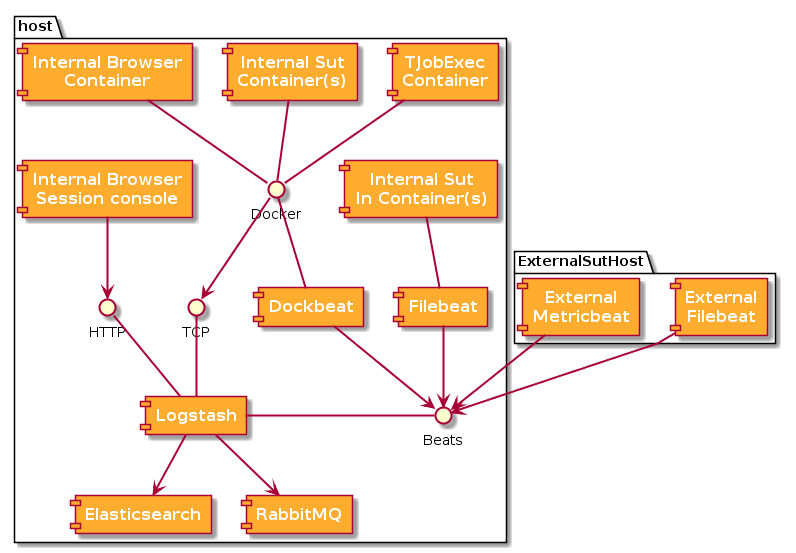 host
Internal Browser
Container
Internal Sut
Container(s)
TJobExec
Container
Internal Browser
Session console
Internal Sut
In Container(s)
Docker
ExternalSutHost
External
Metricbeat
External
Filebeat
Dockbeat
Filebeat
HTTP
TCP
Logstash
Beats
Elasticsearch
RabbitMQ